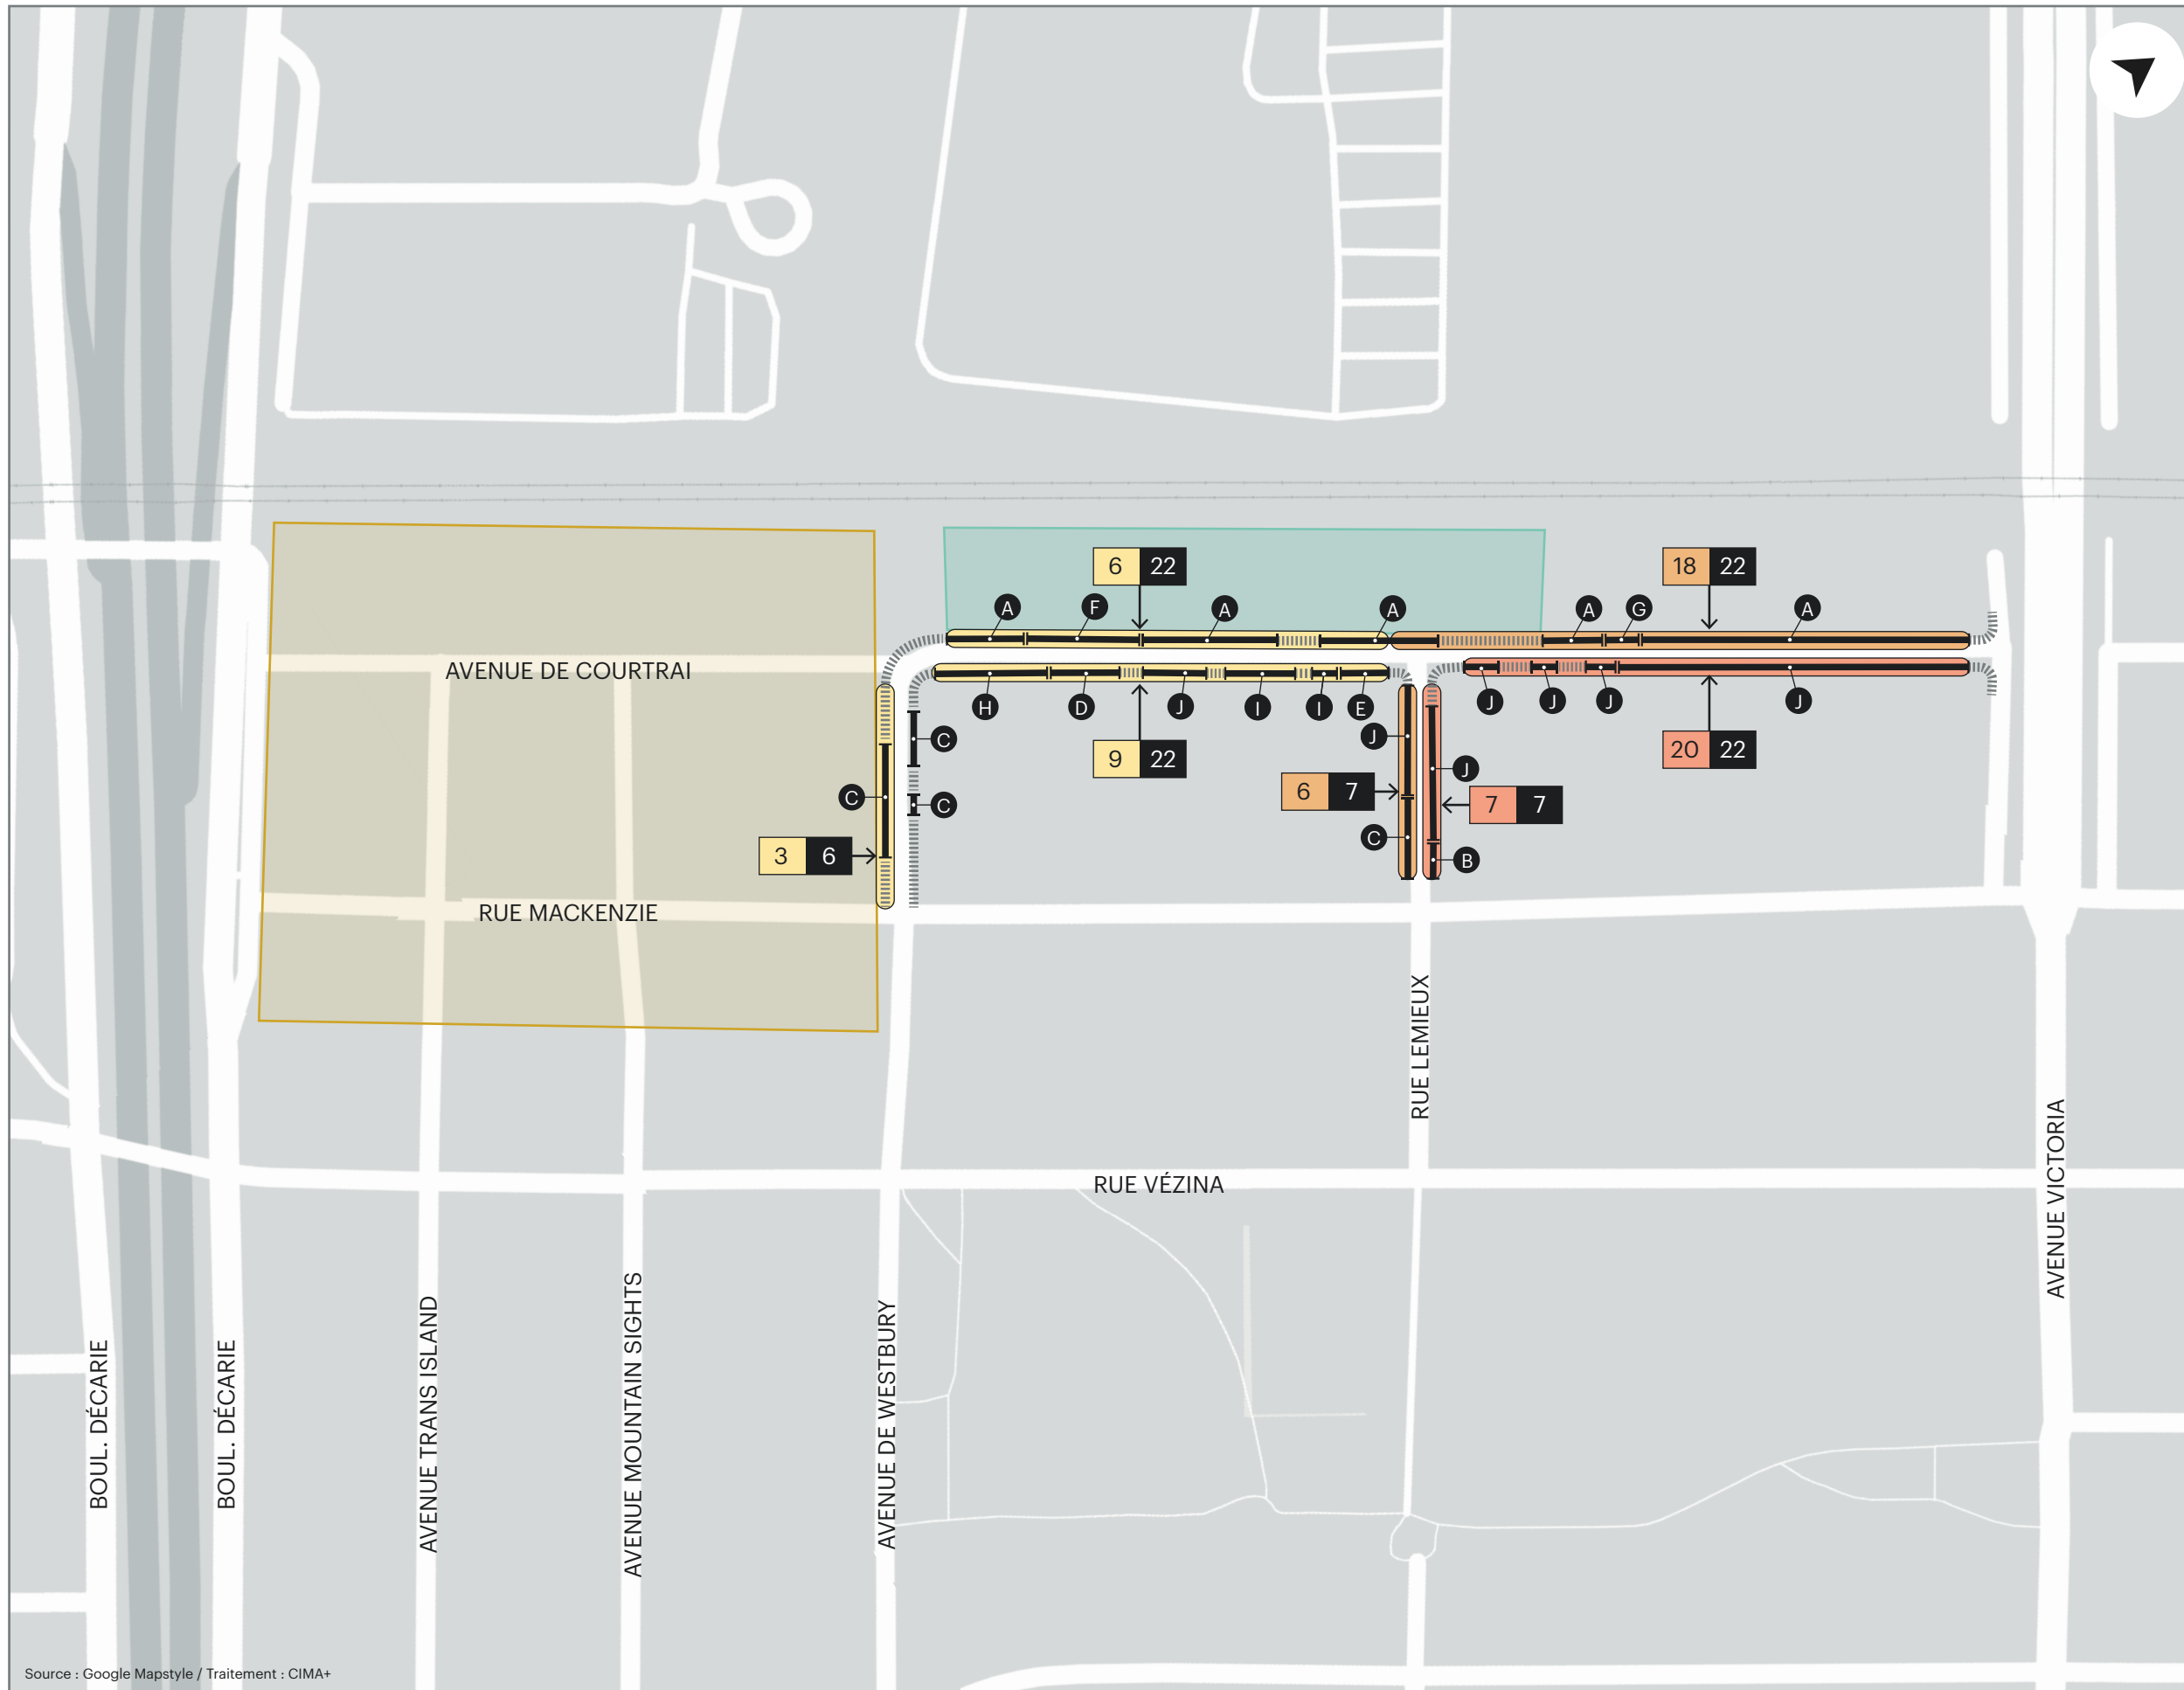 6 22
18 22
A F A A A G A
AVENUE DE COURTRAI
H D J I I E J J J J
C
J
9 22
20 22
J
C
6 7
7 7
C
C
3 6
B
RUE MACKENZIE
RUE LEMIEUX
RUE VÉZINA
AVENUE VICTORIA
BOUL. DÉCARIE
BOUL. DÉCARIE
AVENUE TRANS ISLAND
AVENUE MOUNTAIN SIGHTS
AVENUE DE WESTBURY
Source : Google Mapstyle / Traitement : CIMA+